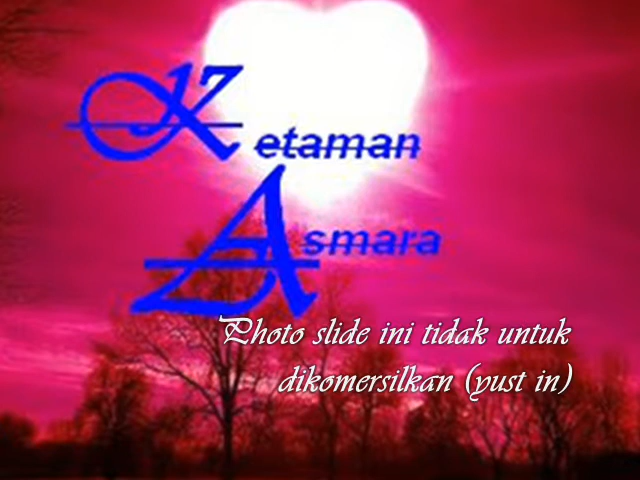 Ketaman
Asmara
Photo slide ini tidak untuk
dikomersilkan (yust in)